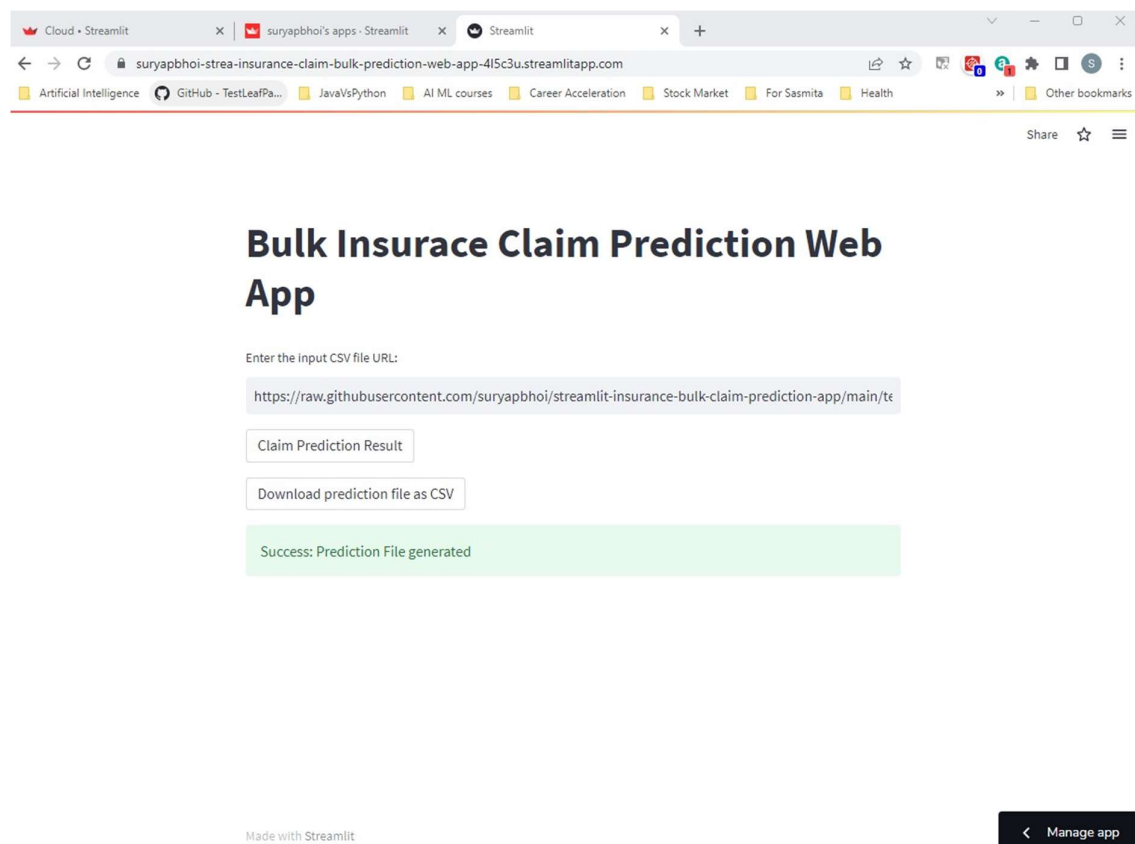 Cloud • Streamlit
suryapbhoi's apps · Streamlit
Streamlit
suryapbhoi-strea-insurance-claim-bulk-prediction-web-app-4l5c3u.streamlitapp.com
0
1
S
Artificial Intelligence
GitHub - TestLeafPa...
JavaVsPython
AI ML courses
Career Acceleration
Stock Market
For Sasmita
Health
»
Other bookmarks
Share
Bulk Insurace Claim Prediction Web
App
Enter the input CSV file URL:
https://raw.githubusercontent.com/suryapbhoi/streamlit-insurance-bulk-claim-prediction-app/main/te
Claim Prediction Result
Download prediction file as CSV
Success: Prediction File generated
Made with Streamlit
Manage app